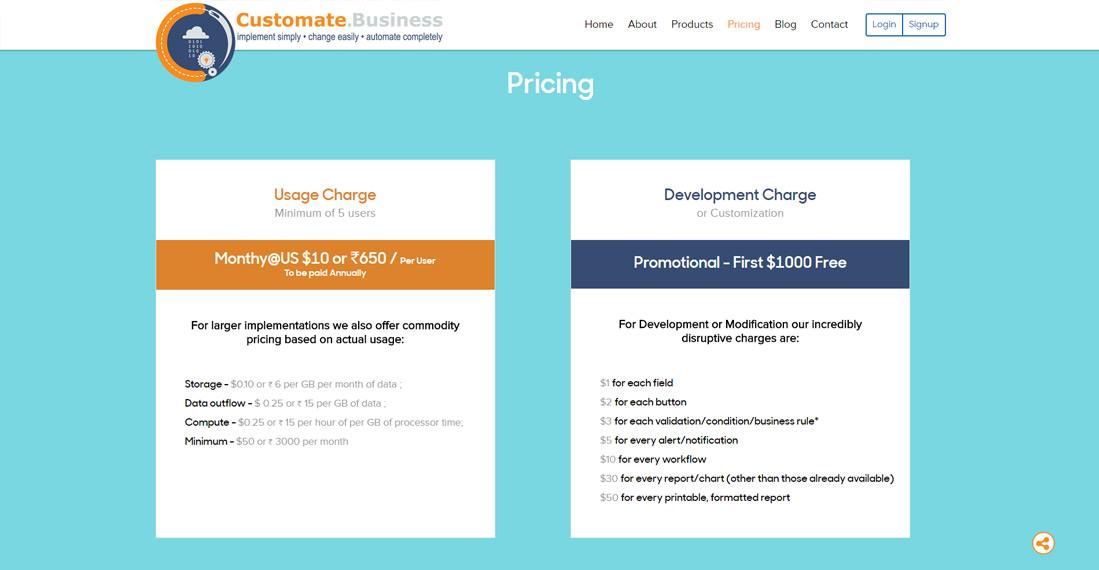 Customate.Business
implement simply • change easily • automate completely
Home About Products Pricing Blog Contact Login Signup
Pricing
Usage Charge
Minimum of 5 users
Monthy@US $10 or ₹650 / Per User
To be paid Annually
For larger implementations we also offer commodity
pricing based on actual usage:
Storage - $0.10 or ₹ 6 per GB per month of data ;
Data outflow - $ 0.25 or ₹ 15 per GB of data ;
Compute - $0.25 or ₹ 15 per hour of per GB of processor time;
Minimum - $50 or ₹ 3000 per month
Development Charge
or Customization
Promotional - First $1000 Free
For Development or Modification our incredibly
disruptive charges are:
$1 for each field
$2 for each button
$3 for each validation/condition/business rule*
$5 for every alert/notification
$10 for every workflow
$30 for every report/chart (other than those already available)
$50 for every printable, formatted report